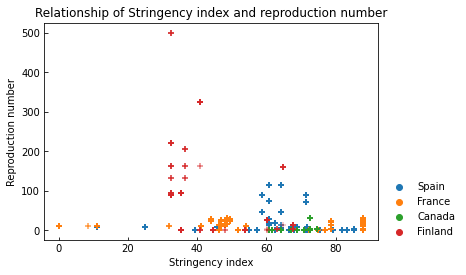 Relationship of Stringency index and reproduction number
500
400
300
200
100
0
Reproduction number
0 20 40 60 80
Stringency index
Spain
France
Canada
Finland